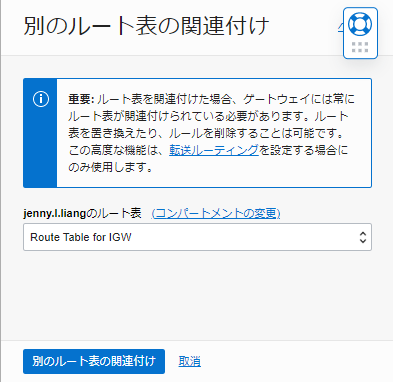 別のルート表の関連付け
重要: ルート表を関連付けた場合、ゲートウェイには常に
ルート表が関連付けられている必要があります。ルート
表を置き換えたり、ルールを削除することは可能です。
この高度な機能は、転送ルーティングを設定する場合に
のみ使用します。
jenny.l.liangのルート表 (コンパートメントの変更)
Route Table for IGW
別のルート表の関連付け 取消